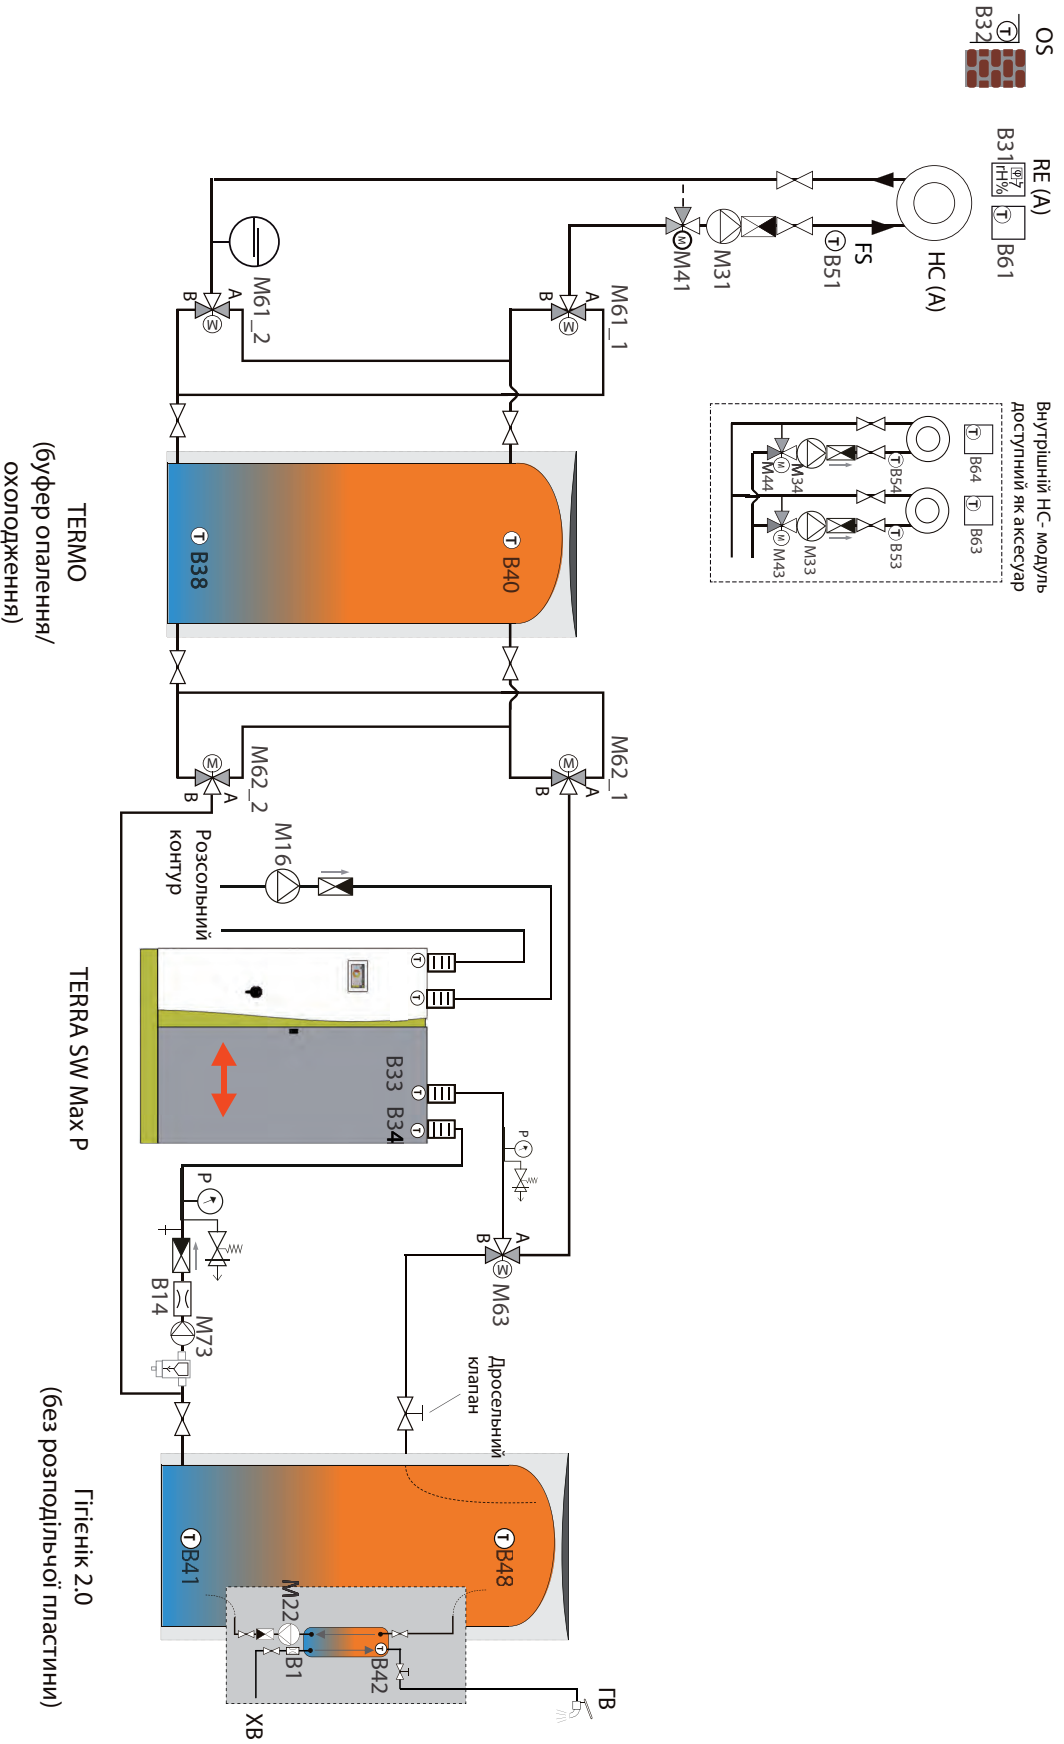 OS
B32
T
RE (A)
B31
rH%
T
B61
HC (A)
FS
T
B51
M31
M
M41
M61_1
A
B
M
M61_2
A
B
M
Внутрішній НС- модуль
доступний як аксесуар
T
B64
T
B63
T
B54
T
B53
M34
M
M44
M33
M
M43
T
B40
T
B38
TERMO
(буфер опалення/
охолодження)
M62_1
A
B
M
M62_2
A
B
M
M16
Розсольний
контур
T
T
B33
T
B34
T
TERRA SW Max P
P
P
A
B
M
M63
B14
M73
Дросельний
клапан
T
B48
T
B41
M22
B1
T
B42
ГВ
ХВ
Гігієнік 2.0
(без розподільчої пластини)